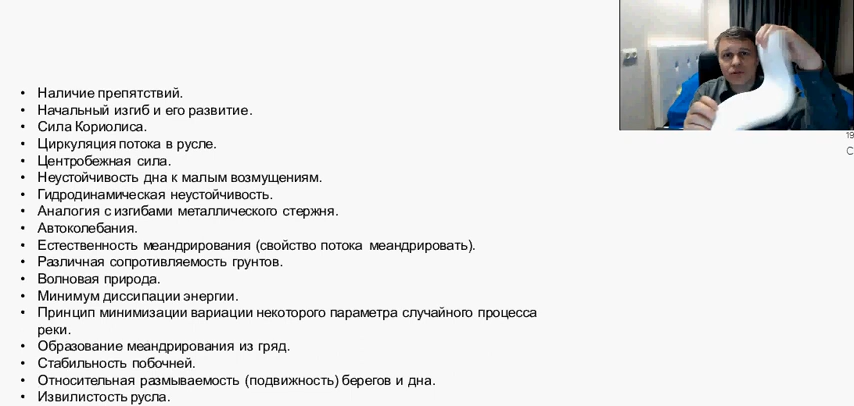 • Наличие препятствий.
• Начальный изгиб и его развитие.
• Сила Кориолиса.
• Циркуляция потока в русле.
• Центробежная сила.
• Неустойчивость дна к малым возмущениям.
• Гидродинамическая неустойчивость.
• Аналогия с изгибами металлического стержня.
• Автоколебания.
• Естественность меандрирования (свойство потока меандрировать).
• Различная сопротивляемость грунтов.
• Волновая природа.
• Минимум диссипации энергии.
• Принцип минимизации вариации некоторого параметра случайного процесса
реки.
• Образование меандрирования из гряд.
• Стабильность побочней.
• Относительная размываемость (подвижность) берегов и дна.
• Извилистость русла.
19
С